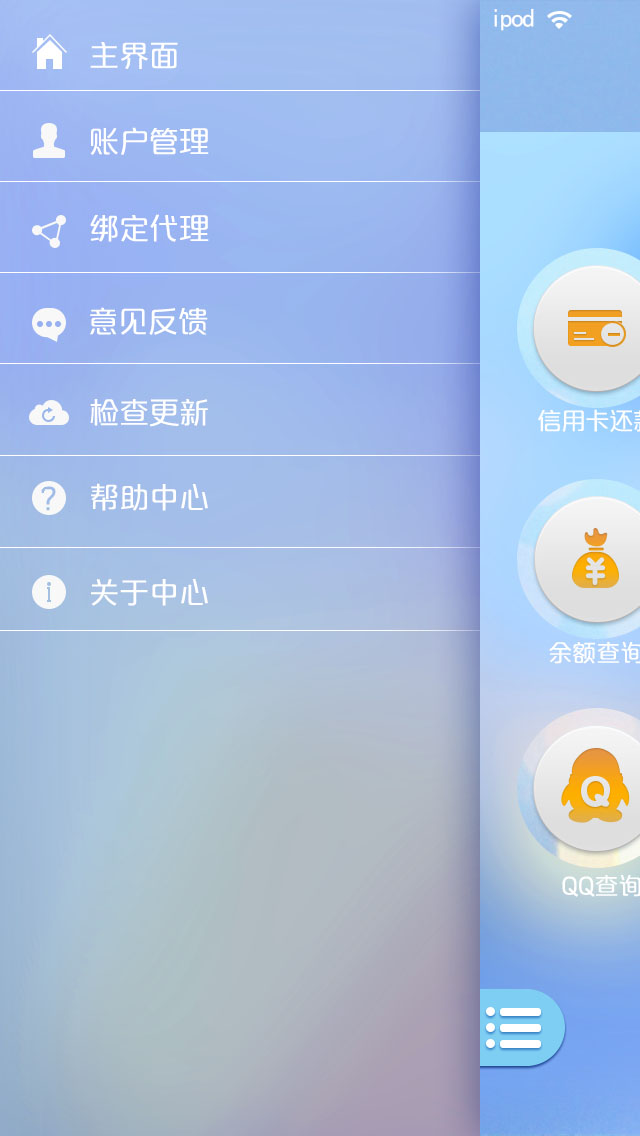 主界面
账户管理
绑定代理
意见反馈
检查更新
帮助中心
关于中心
ipod
信用卡还款
余额查询
Q
QQ查询